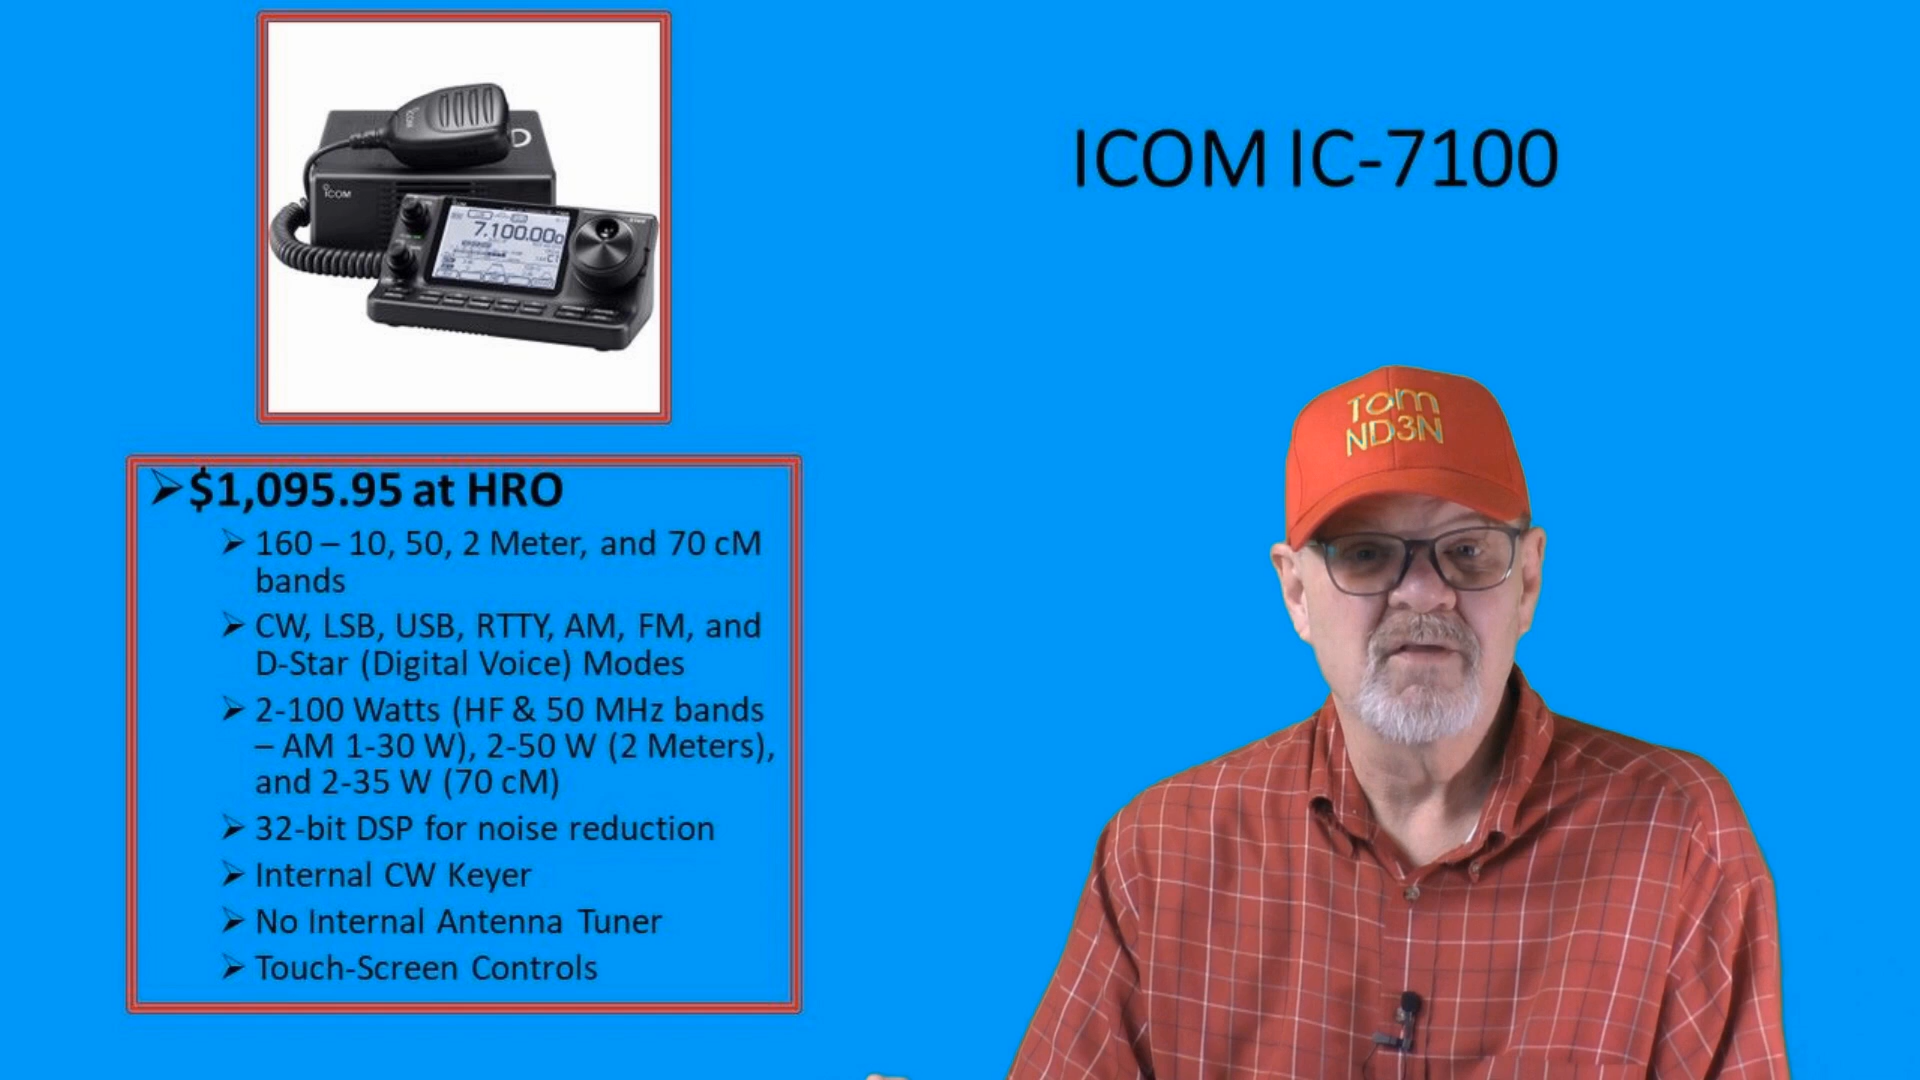 ICOM
7,100.00
ICOM IC-7100
Tom
ND3N
➢$1,095.95 at HRO
➢ 160 – 10, 50, 2 Meter, and 70 cM
bands
➢ CW, LSB, USB, RTTY, AM, FM, and
D-Star (Digital Voice) Modes
➢ 2-100 Watts (HF & 50 MHz bands
– AM 1-30 W), 2-50 W (2 Meters),
and 2-35 W (70 cM)
➢ 32-bit DSP for noise reduction
➢ Internal CW Keyer
➢ No Internal Antenna Tuner
➢ Touch-Screen Controls